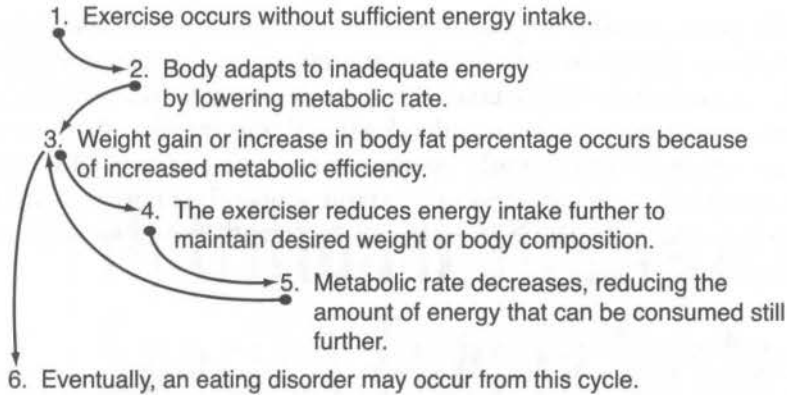 1. Exercise occurs without sufficient energy intake.
2. Body adapts to inadequate energy
by lowering metabolic rate.
3. Weight gain or increase in body fat percentage occurs because
of increased metabolic efficiency.
4. The exerciser reduces energy intake further to
maintain desired weight or body composition.
5. Metabolic rate decreases, reducing the
amount of energy that can be consumed still
further.
6. Eventually, an eating disorder may occur from this cycle.